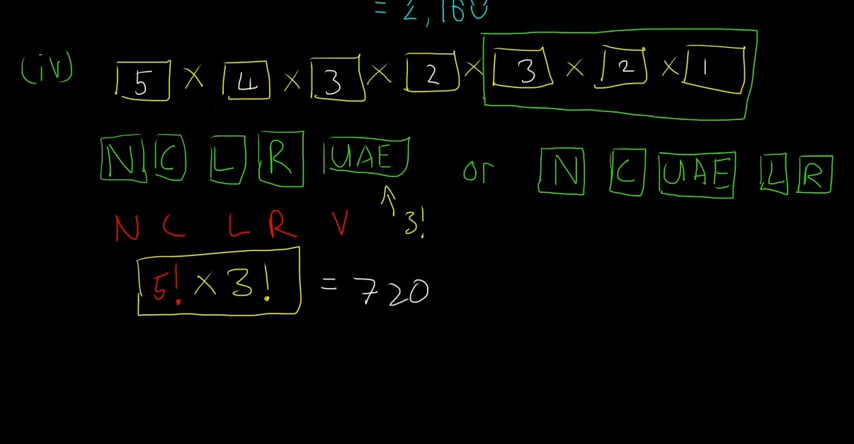 = 2,160
(iv) 5 × 4 × 3 × 2 × 3 × 2 × 1
N C L R UAE or N C UAE L R
N C L R V 3!
5! × 3! = 720